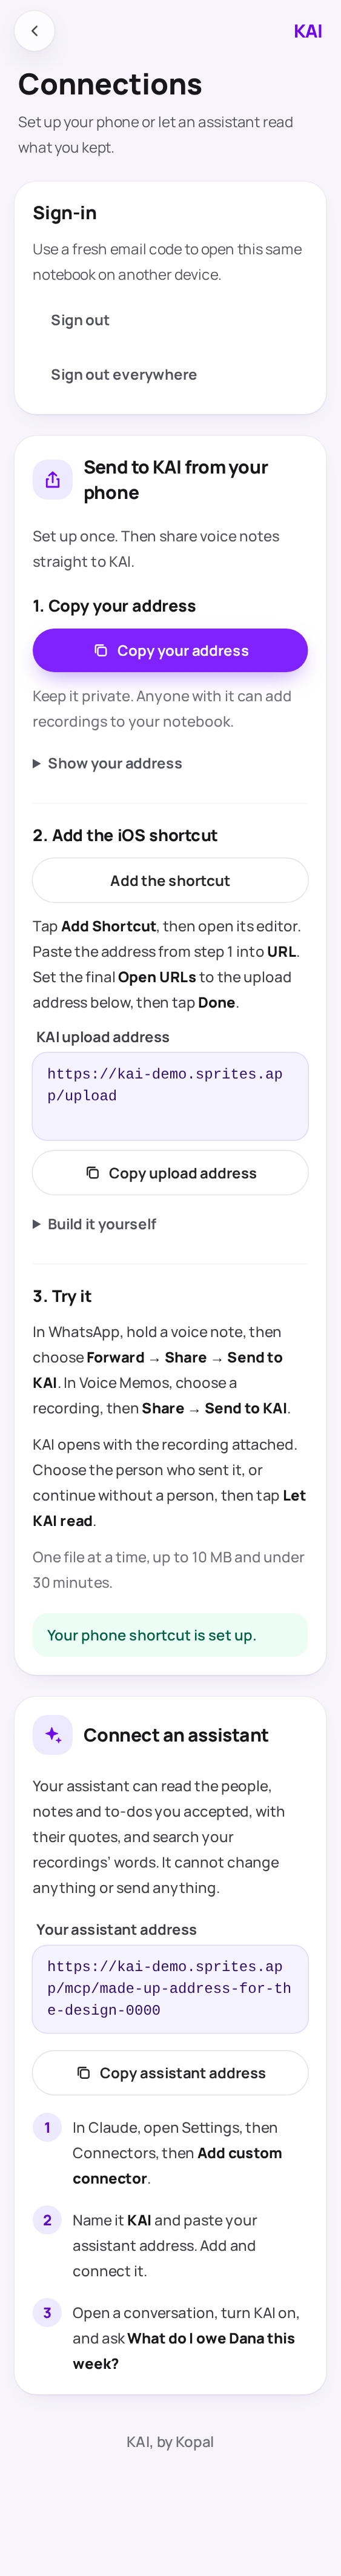 KAI
Connections
Set up your phone or let an assistant read
what you kept.
Sign-in
Use a fresh email code to open this same
notebook on another device.
Sign out
Sign out everywhere
Send to KAI from your
phone
Set up once. Then share voice notes
straight to KAI.
1. Copy your address
Copy your address
Keep it private. Anyone with it can add
recordings to your notebook.
Show your address
2. Add the iOS shortcut
Add the shortcut
Tap Add Shortcut, then open its editor.
Paste the address from step 1 into URL.
Set the final Open URLs to the upload
address below, then tap Done.
KAI upload address
https://kai-demo.sprites.ap
p/upload
Copy upload address
Build it yourself
3. Try it
In WhatsApp, hold a voice note, then
choose Forward → Share → Send to
KAI. In Voice Memos, choose a
recording, then Share → Send to KAI.
KAI opens with the recording attached.
Choose the person who sent it, or
continue without a person, then tap Let
KAI read.
One file at a time, up to 10 MB and under
30 minutes.
Your phone shortcut is set up.
Connect an assistant
Your assistant can read the people,
notes and to-dos you accepted, with
their quotes, and search your
recordings’ words. It cannot change
anything or send anything.
Your assistant address
https://kai-demo.sprites.ap
p/mcp/made-up-address-for-th
e-design-0000
Copy assistant address
1 In Claude, open Settings, then
Connectors, then Add custom
connector.
2 Name it KAI and paste your
assistant address. Add and
connect it.
3 Open a conversation, turn KAI on,
and ask What do I owe Dana this
week?
KAI, by Kopal